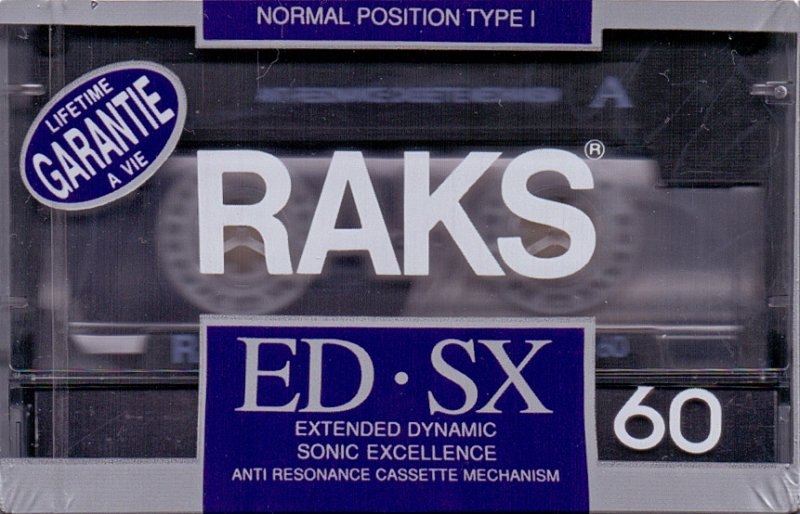 NORMAL POSITION TYPE I
LIFETIME
GARANTIE
A VIE
A
RAKS®
ED·SX
EXTENDED DYNAMIC
SONIC EXCELLENCE
ANTI RESONANCE CASSETTE MECHANISM
60